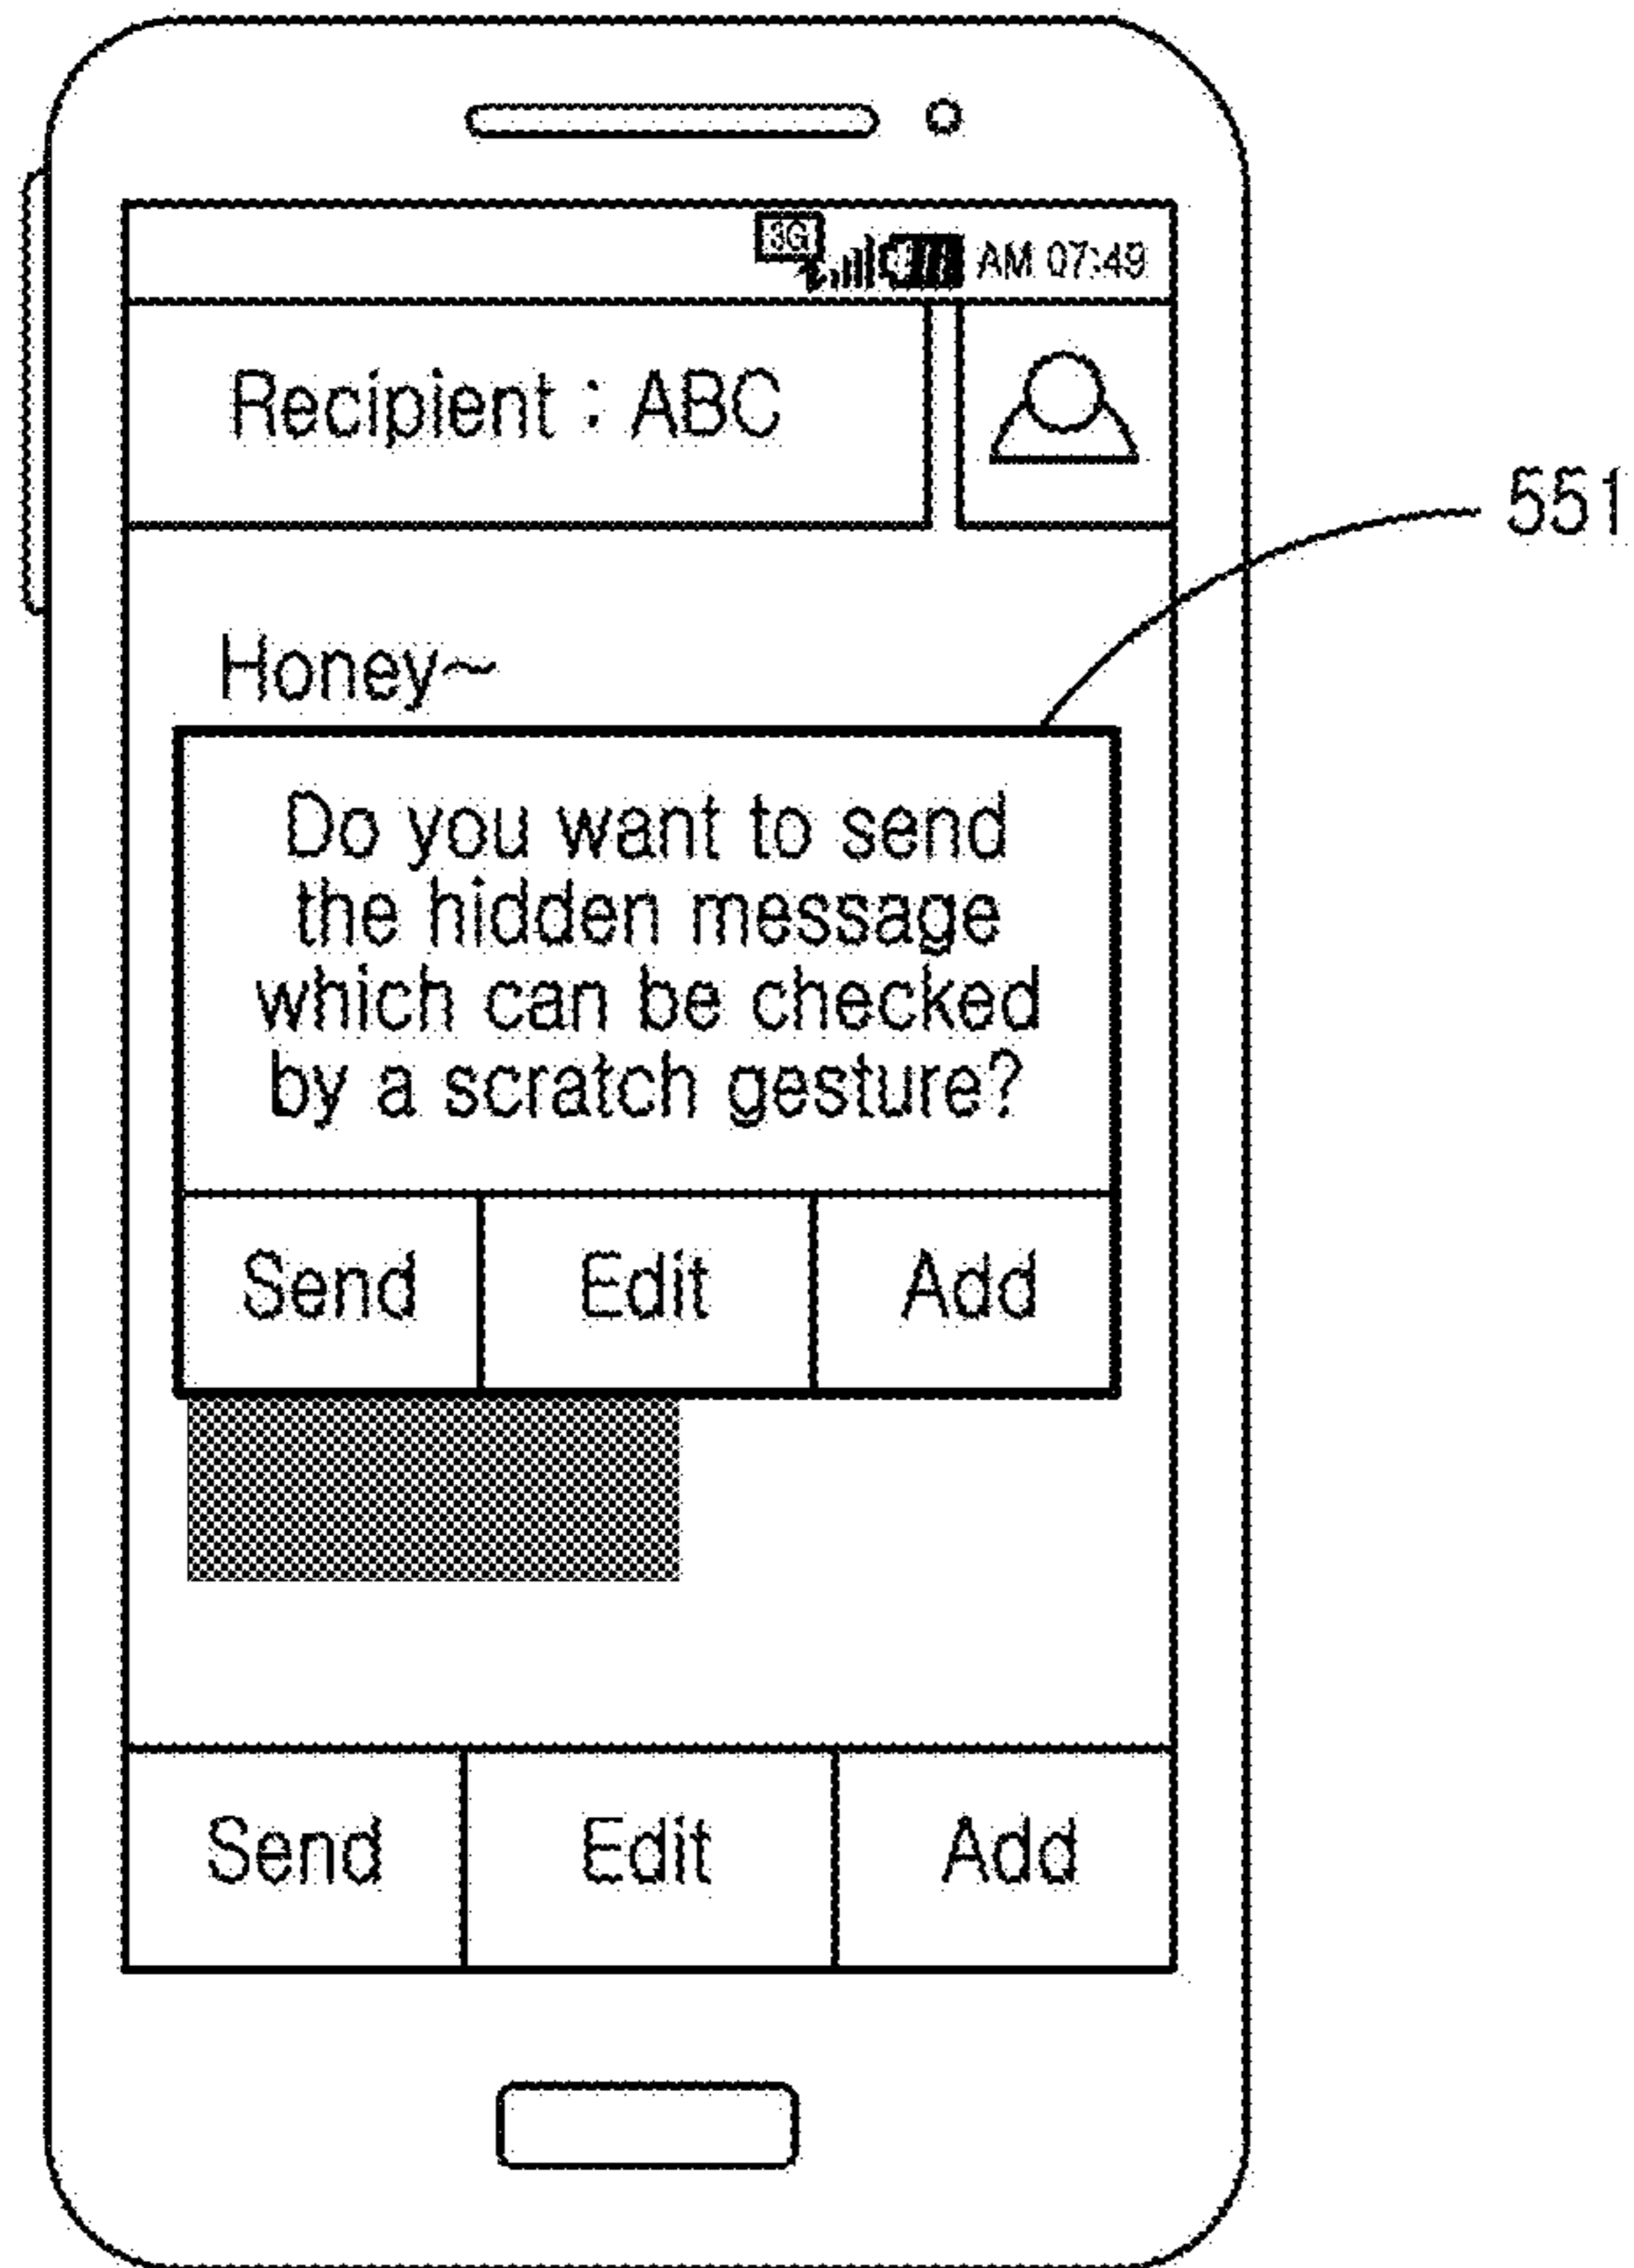 3G AM 07:49
Recipient : ABC
551
Honey~
Do you want to send
the hidden message
which can be checked
by a scratch gesture?
Send Edit Add
Send Edit Add